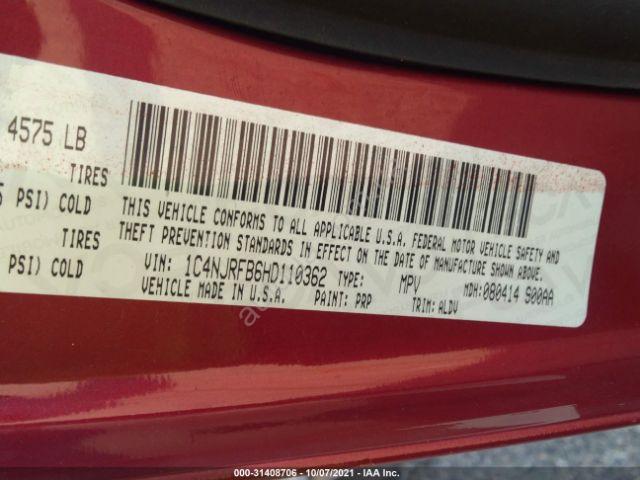 4575 LB
TIRES
PSI) COLD
TIRES
PSI) COLD
THIS VEHICLE CONFORMS TO ALL APPLICABLE U.S.A. FEDERAL MOTOR VEHICLE SAFETY AND
THEFT PREVENTION STANDARDS IN EFFECT ON THE DATE OF MANUFACTURE SHOWN ABOVE.
VIN: 1C4NJRFB6HD110362 TYPE: MPV MDH: 080414 S00AA
VEHICLE MADE IN U.S.A. PAINT: PRP TRIM: ALDV
000-31408706 - 10/07/2021 - IAA Inc.